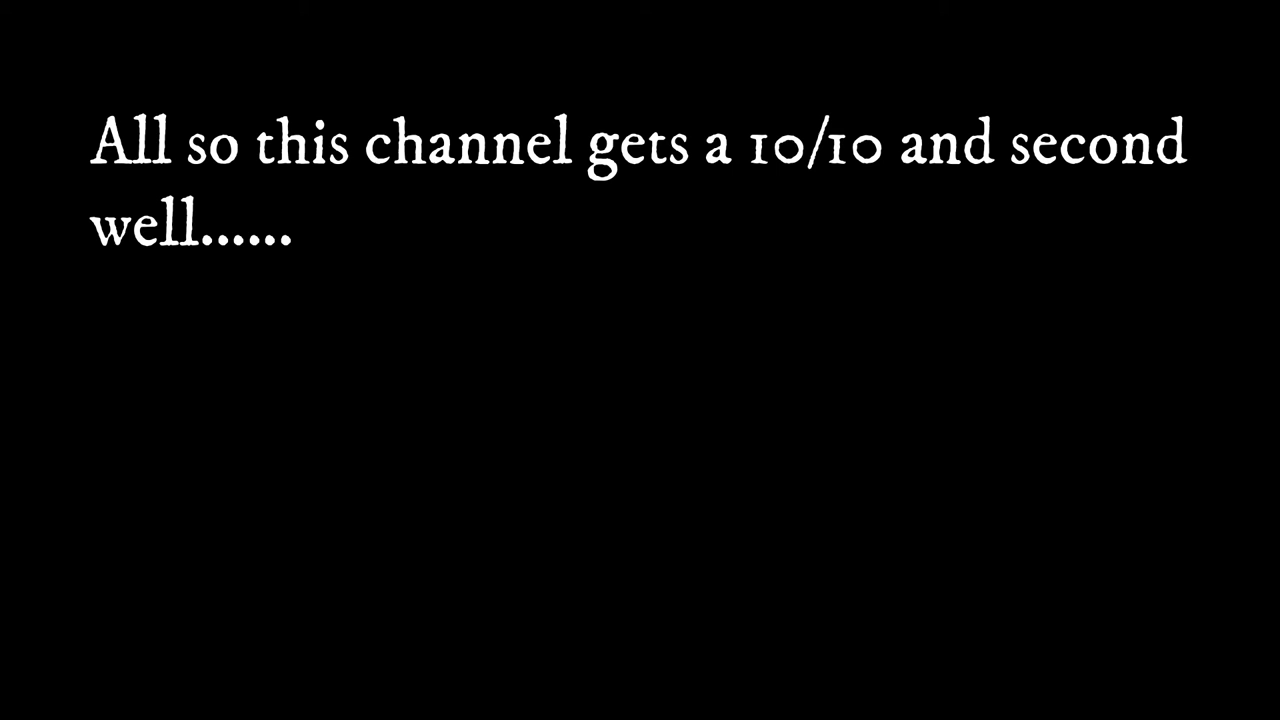 All so this channel gets a 10/10 and second
well......